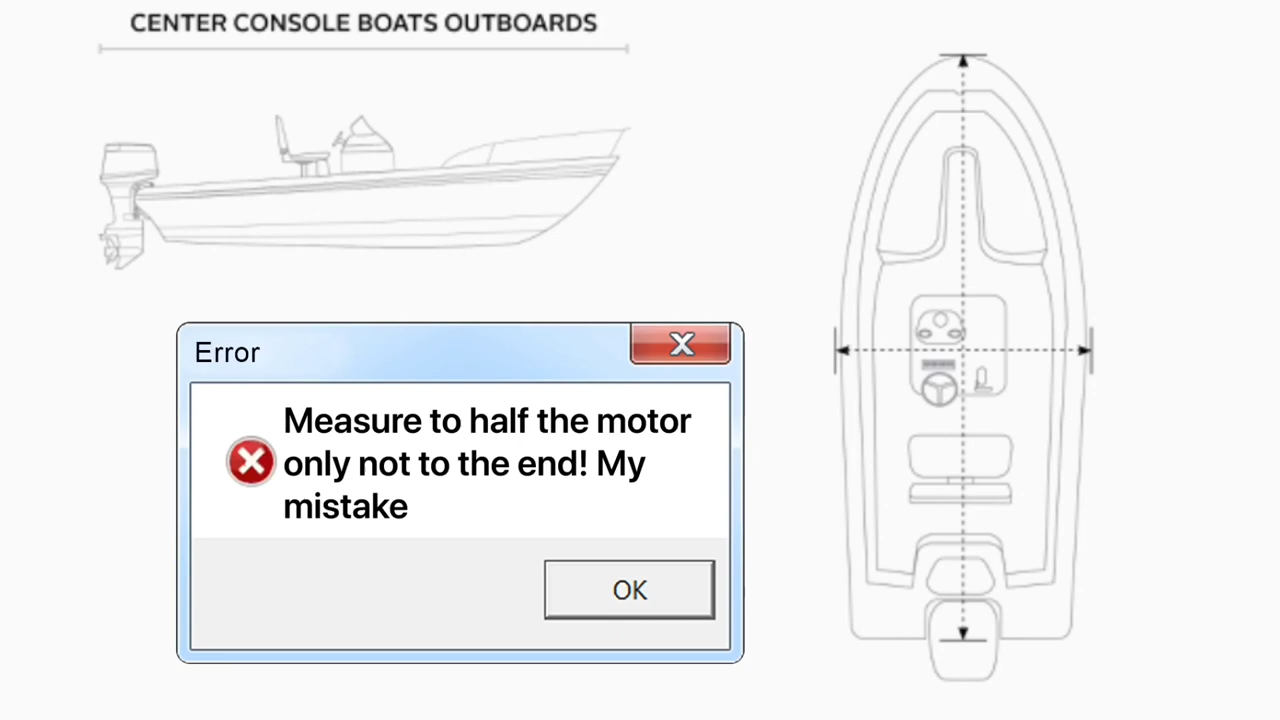 CENTER CONSOLE BOATS OUTBOARDS
Error
Measure to half the motor
only not to the end! My
mistake
OK